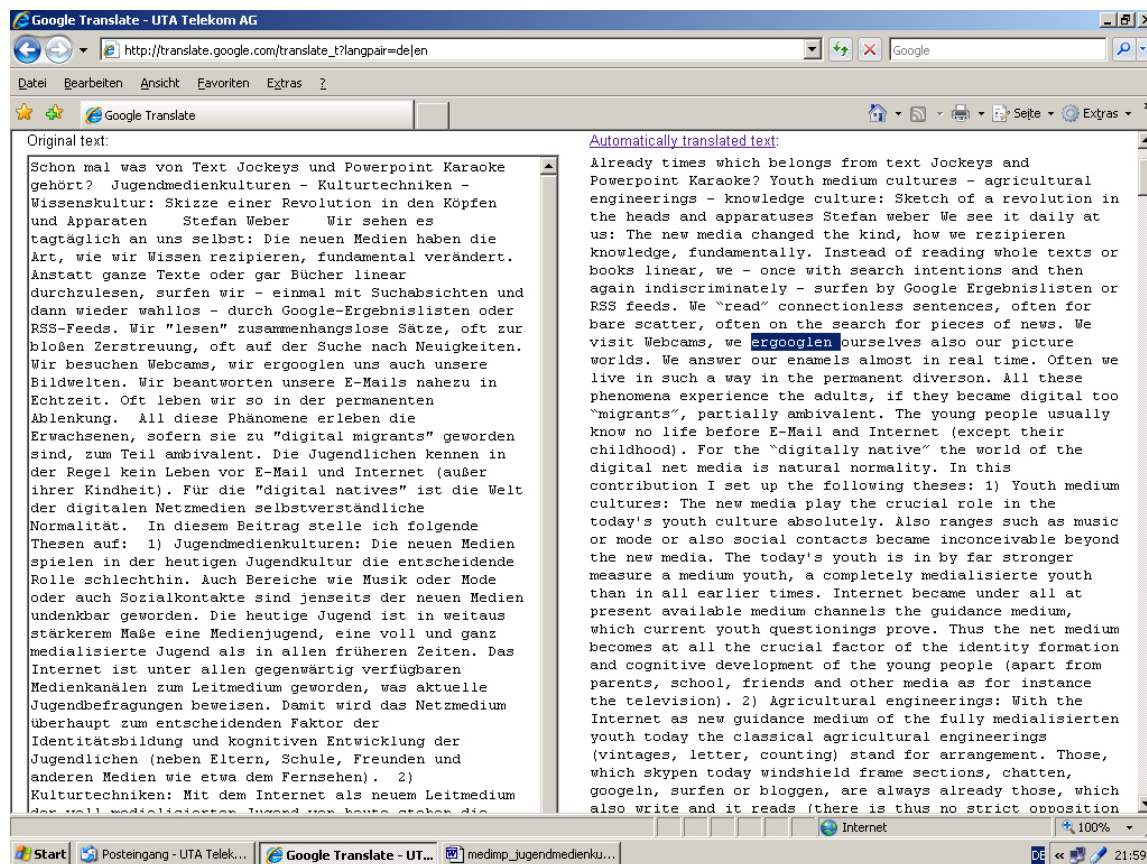 Google Translate - UTA Telekom AG
http://translate.google.com/translate_t?langpair=de|en
Google
Datei Bearbeiten Ansicht Favoriten Extras ?
Google Translate
Seite
Extras
Original text:
Schon mal was von Text Jockeys und Powerpoint Karaoke
gehört? Jugendmedienkulturen - Kulturtechniken -
Wissenskultur: Skizze einer Revolution in den Köpfen
und Apparaten Stefan Weber Wir sehen es
tagtäglich an uns selbst: Die neuen Medien haben die
Art, wie wir Wissen rezipieren, fundamental verändert.
Anstatt ganze Texte oder gar Bücher linear
durchzulesen, surfen wir - einmal mit Suchabsichten und
dann wieder wahllos - durch Google-Ergebnislisten oder
RSS-Feeds. Wir "lesen" zusammenhangslose Sätze, oft zur
bloßen Zerstreuung, oft auf der Suche nach Neuigkeiten.
Wir besuchen Webcams, wir ergooglen uns auch unsere
Bildwelten. Wir beantworten unsere E-Mails nahezu in
Echtzeit. Oft leben wir so in der permanenten
Ablenkung. All diese Phänomene erleben die
Erwachsenen, sofern sie zu "digital migrants" geworden
sind, zum Teil ambivalent. Die Jugendlichen kennen in
der Regel kein Leben vor E-Mail und Internet (außer
ihrer Kindheit). Für die "digital natives" ist die Welt
der digitalen Netzmedien selbstverständliche
Normalität. In diesem Beitrag stelle ich folgende
Thesen auf: 1) Jugendmedienkulturen: Die neuen Medien
spielen in der heutigen Jugendkultur die entscheidende
Rolle schlechthin. Auch Bereiche wie Musik oder Mode
oder auch Sozialkontakte sind jenseits der neuen Medien
undenkbar geworden. Die heutige Jugend ist in weitaus
stärkerem Maße eine Medienjugend, eine voll und ganz
medialisierte Jugend als in allen früheren Zeiten. Das
Internet ist unter allen gegenwärtig verfügbaren
Medienkanälen zum Leitmedium geworden, was aktuelle
Jugendbefragungen beweisen. Damit wird das Netzmedium
überhaupt zum entscheidenden Faktor der
Identitätsbildung und kognitiven Entwicklung der
Jugendlichen (neben Eltern, Schule, Freunden und
anderen Medien wie etwa dem Fernsehen). 2)
Kulturtechniken: Mit dem Internet als neuem Leitmedium
der voll medialisierten Jugend von heute stehen die
Automatically translated text:
Already times which belongs from text Jockeys and
Powerpoint Karaoke? Youth medium cultures - agricultural
engineerings - knowledge culture: Sketch of a revolution in
the heads and apparatuses Stefan weber We see it daily at
us: The new media changed the kind, how we rezipieren
knowledge, fundamentally. Instead of reading whole texts or
books linear, we - once with search intentions and then
again indiscriminately - surfen by Google Ergebnislisten or
RSS feeds. We "read" connectionless sentences, often for
bare scatter, often on the search for pieces of news. We
visit Webcams, we ergooglen ourselves also our picture
worlds. We answer our enamels almost in real time. Often we
live in such a way in the permanent diverson. All these
phenomena experience the adults, if they became digital too
"migrants", partially ambivalent. The young people usually
know no life before E-Mail and Internet (except their
childhood). For the "digitally native" the world of the
digital net media is natural normality. In this
contribution I set up the following theses: 1) Youth medium
cultures: The new media play the crucial role in the
today's youth culture absolutely. Also ranges such as music
or mode or also social contacts became inconceivable beyond
the new media. The today's youth is in by far stronger
measure a medium youth, a completely medialisierte youth
than in all earlier times. Internet became under all at
present available medium channels the guidance medium,
which current youth questionings prove. Thus the net medium
becomes at all the crucial factor of the identity formation
and cognitive development of the young people (apart from
parents, school, friends and other media as for instance
the television). 2) Agricultural engineerings: With the
Internet as new guidance medium of the fully medialisierten
youth today the classical agricultural engineerings
(vintages, letter, counting) stand for arrangement. Those,
which skypen today windshield frame sections, chatten,
googeln, surfen or bloggen, are always already those, which
also write and it reads (there is thus no strict opposition
Internet
100%
Start
Posteingang - UTA Telek...
Google Translate - UT...
medimp_jugendmedienku...
DE
21:59